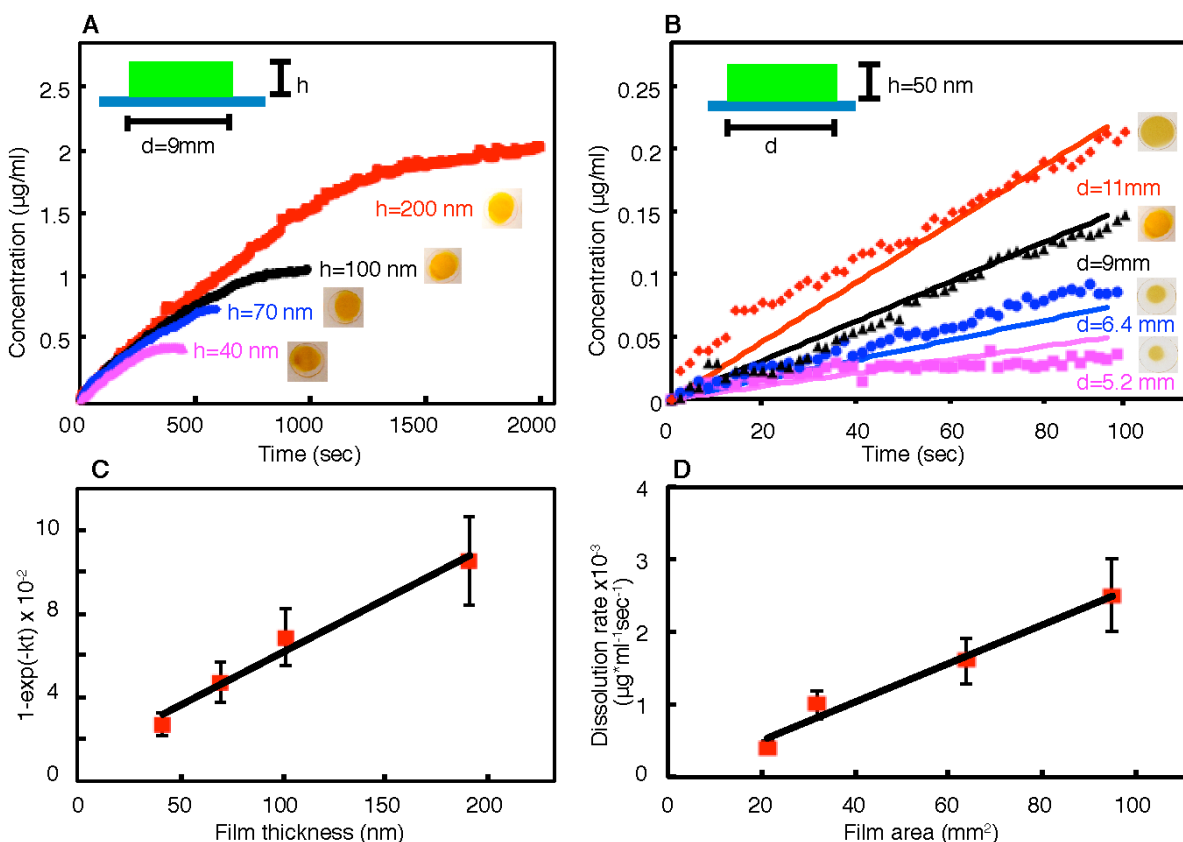 A
Concentration (µg/ml)
2.5
2
1.5
1
0.5
00
500
1000
1500
2000
Time (sec)
h
d=9mm
h=200 nm
h=100 nm
h=70 nm
h=40 nm
B
Concentration (µg/ml)
0.25
0.2
0.15
0.1
0.05
0
0
20
40
60
80
100
Time (sec)
h=50 nm
d
d=11mm
d=9mm
d=6.4 mm
d=5.2 mm
C
1-exp(-kt) x 10-2
10
8
4
2
0
0
50
100
150
200
Film thickness (nm)
D
Dissolution rate x10-3
(µg*ml-1sec-1)
4
3
2
1
0
0
20
40
60
80
100
Film area (mm2)